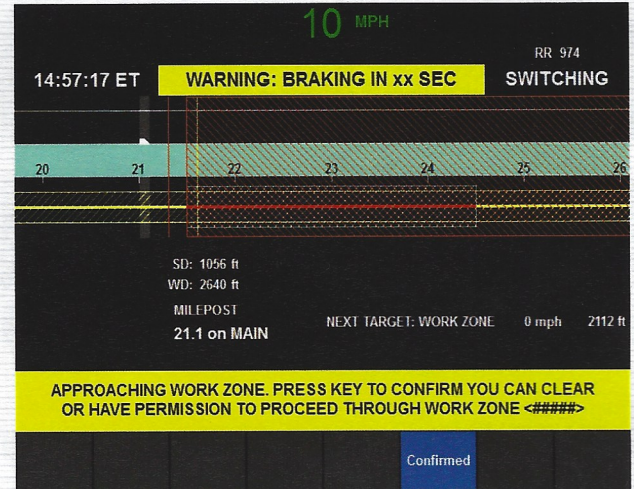 10 MPH
RR 974
14:57:17 ET WARNING: BRAKING IN xx SEC SWITCHING
20 21 22 23 24 25 26
SD: 1056 ft
WD: 2640 ft
MILEPOST
21.1 on MAIN
NEXT TARGET: WORK ZONE 0 mph 2112 ft
APPROACHING WORK ZONE. PRESS KEY TO CONFIRM YOU CAN CLEAR
OR HAVE PERMISSION TO PROCEED THROUGH WORK ZONE <#####>
Confirmed